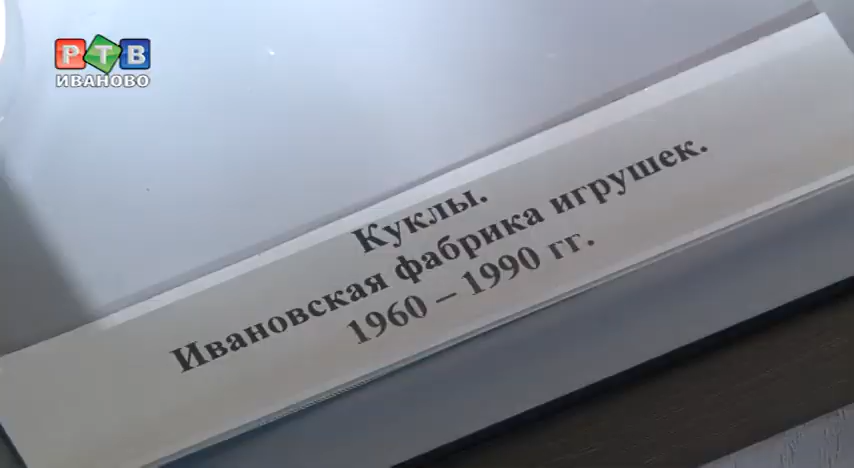 РТВ
ИВАНОВО
Куклы.
Ивановская фабрика игрушек.
1960 – 1990 гг.